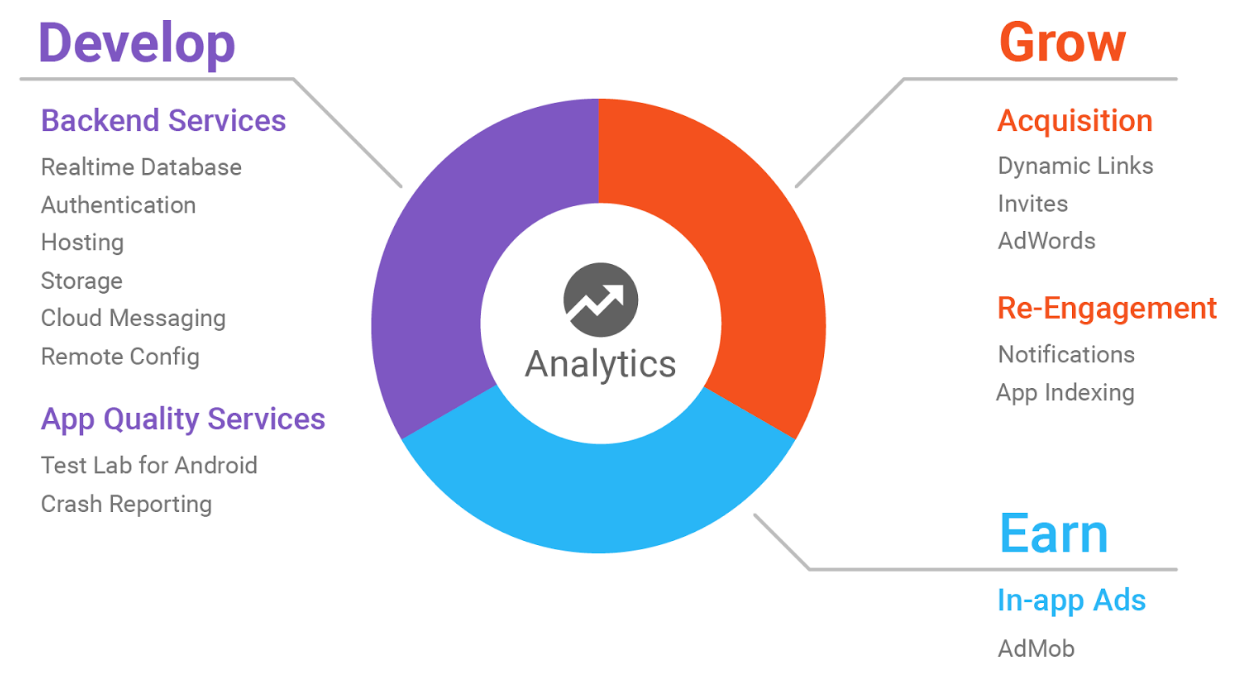 Develop
Backend Services
Realtime Database
Authentication
Hosting
Storage
Cloud Messaging
Remote Config
App Quality Services
Test Lab for Android
Crash Reporting
Analytics
Grow
Acquisition
Dynamic Links
Invites
AdWords
Re-Engagement
Notifications
App Indexing
Earn
In-app Ads
AdMob